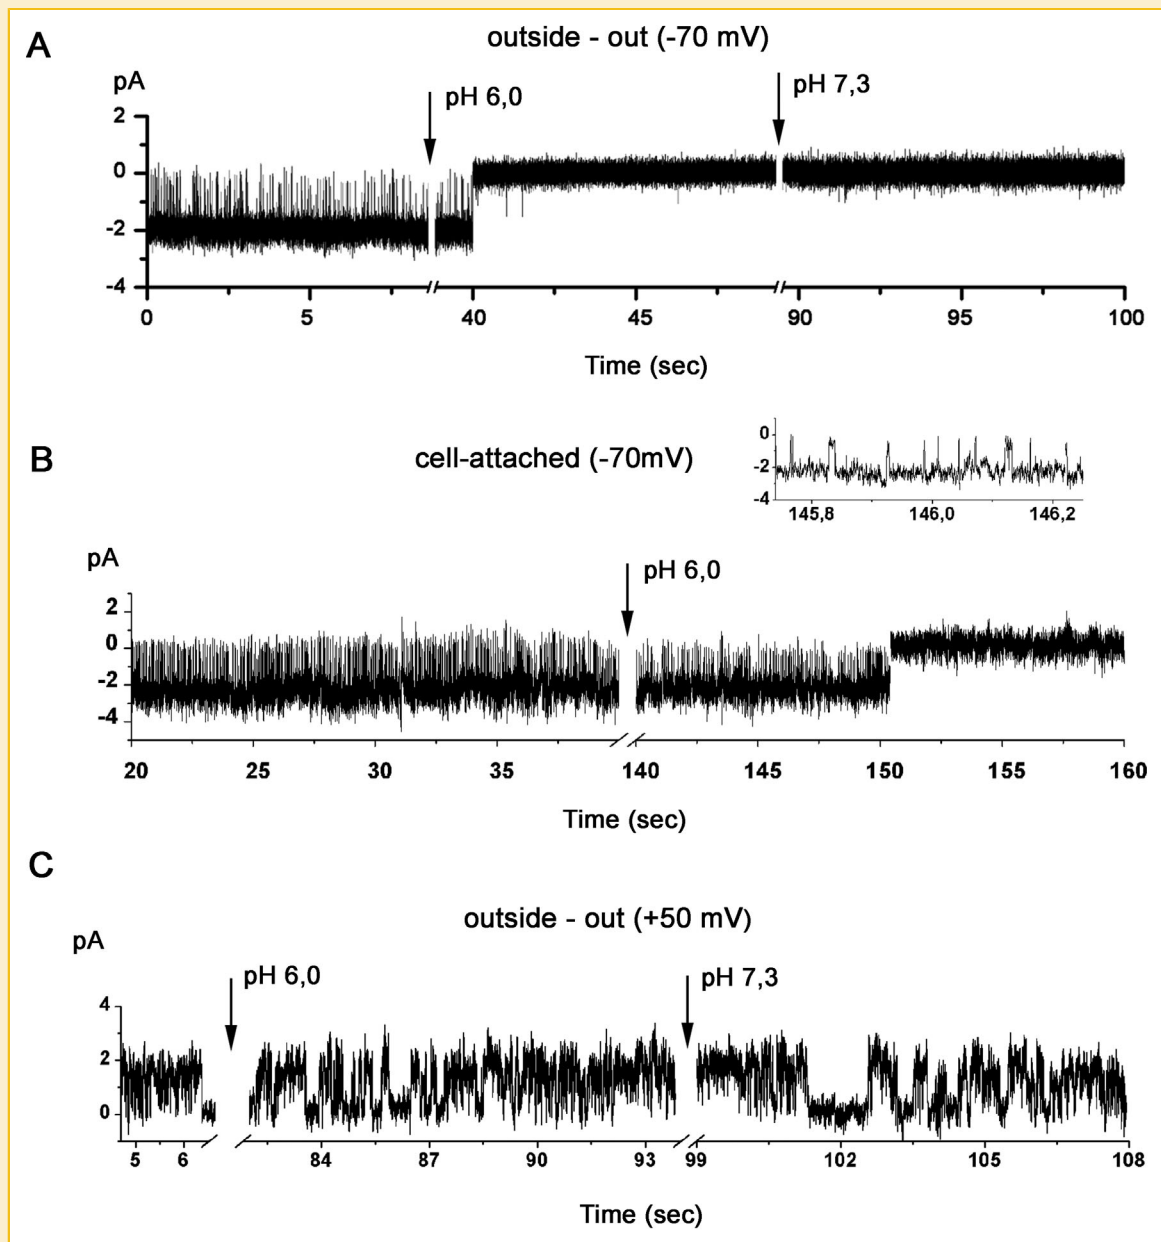 A
outside - out (-70 mV)
pA
pH 6,0
pH 7,3
2
0
-2
-4
0 5 40 45 90 95 100
Time (sec)
B
cell-attached (-70mV)
0
-2
-4
145,8 146,0 146,2
pA
pH 6,0
2
0
-2
-4
20 25 30 35 140 145 150 155 160
Time (sec)
C
outside - out (+50 mV)
pA
pH 6,0
pH 7,3
4
2
0
5 6 84 87 90 93 99 102 105 108
Time (sec)